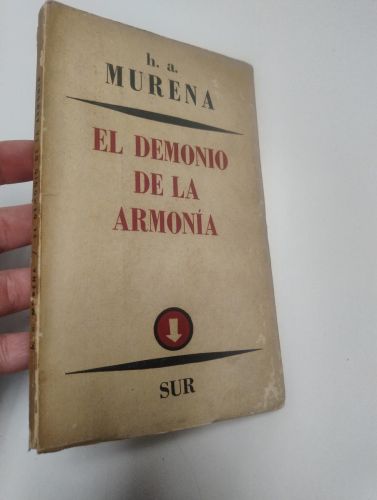 h. a.
MURENA
EL DEMONIO
DE LA
ARMONÍA
SUR